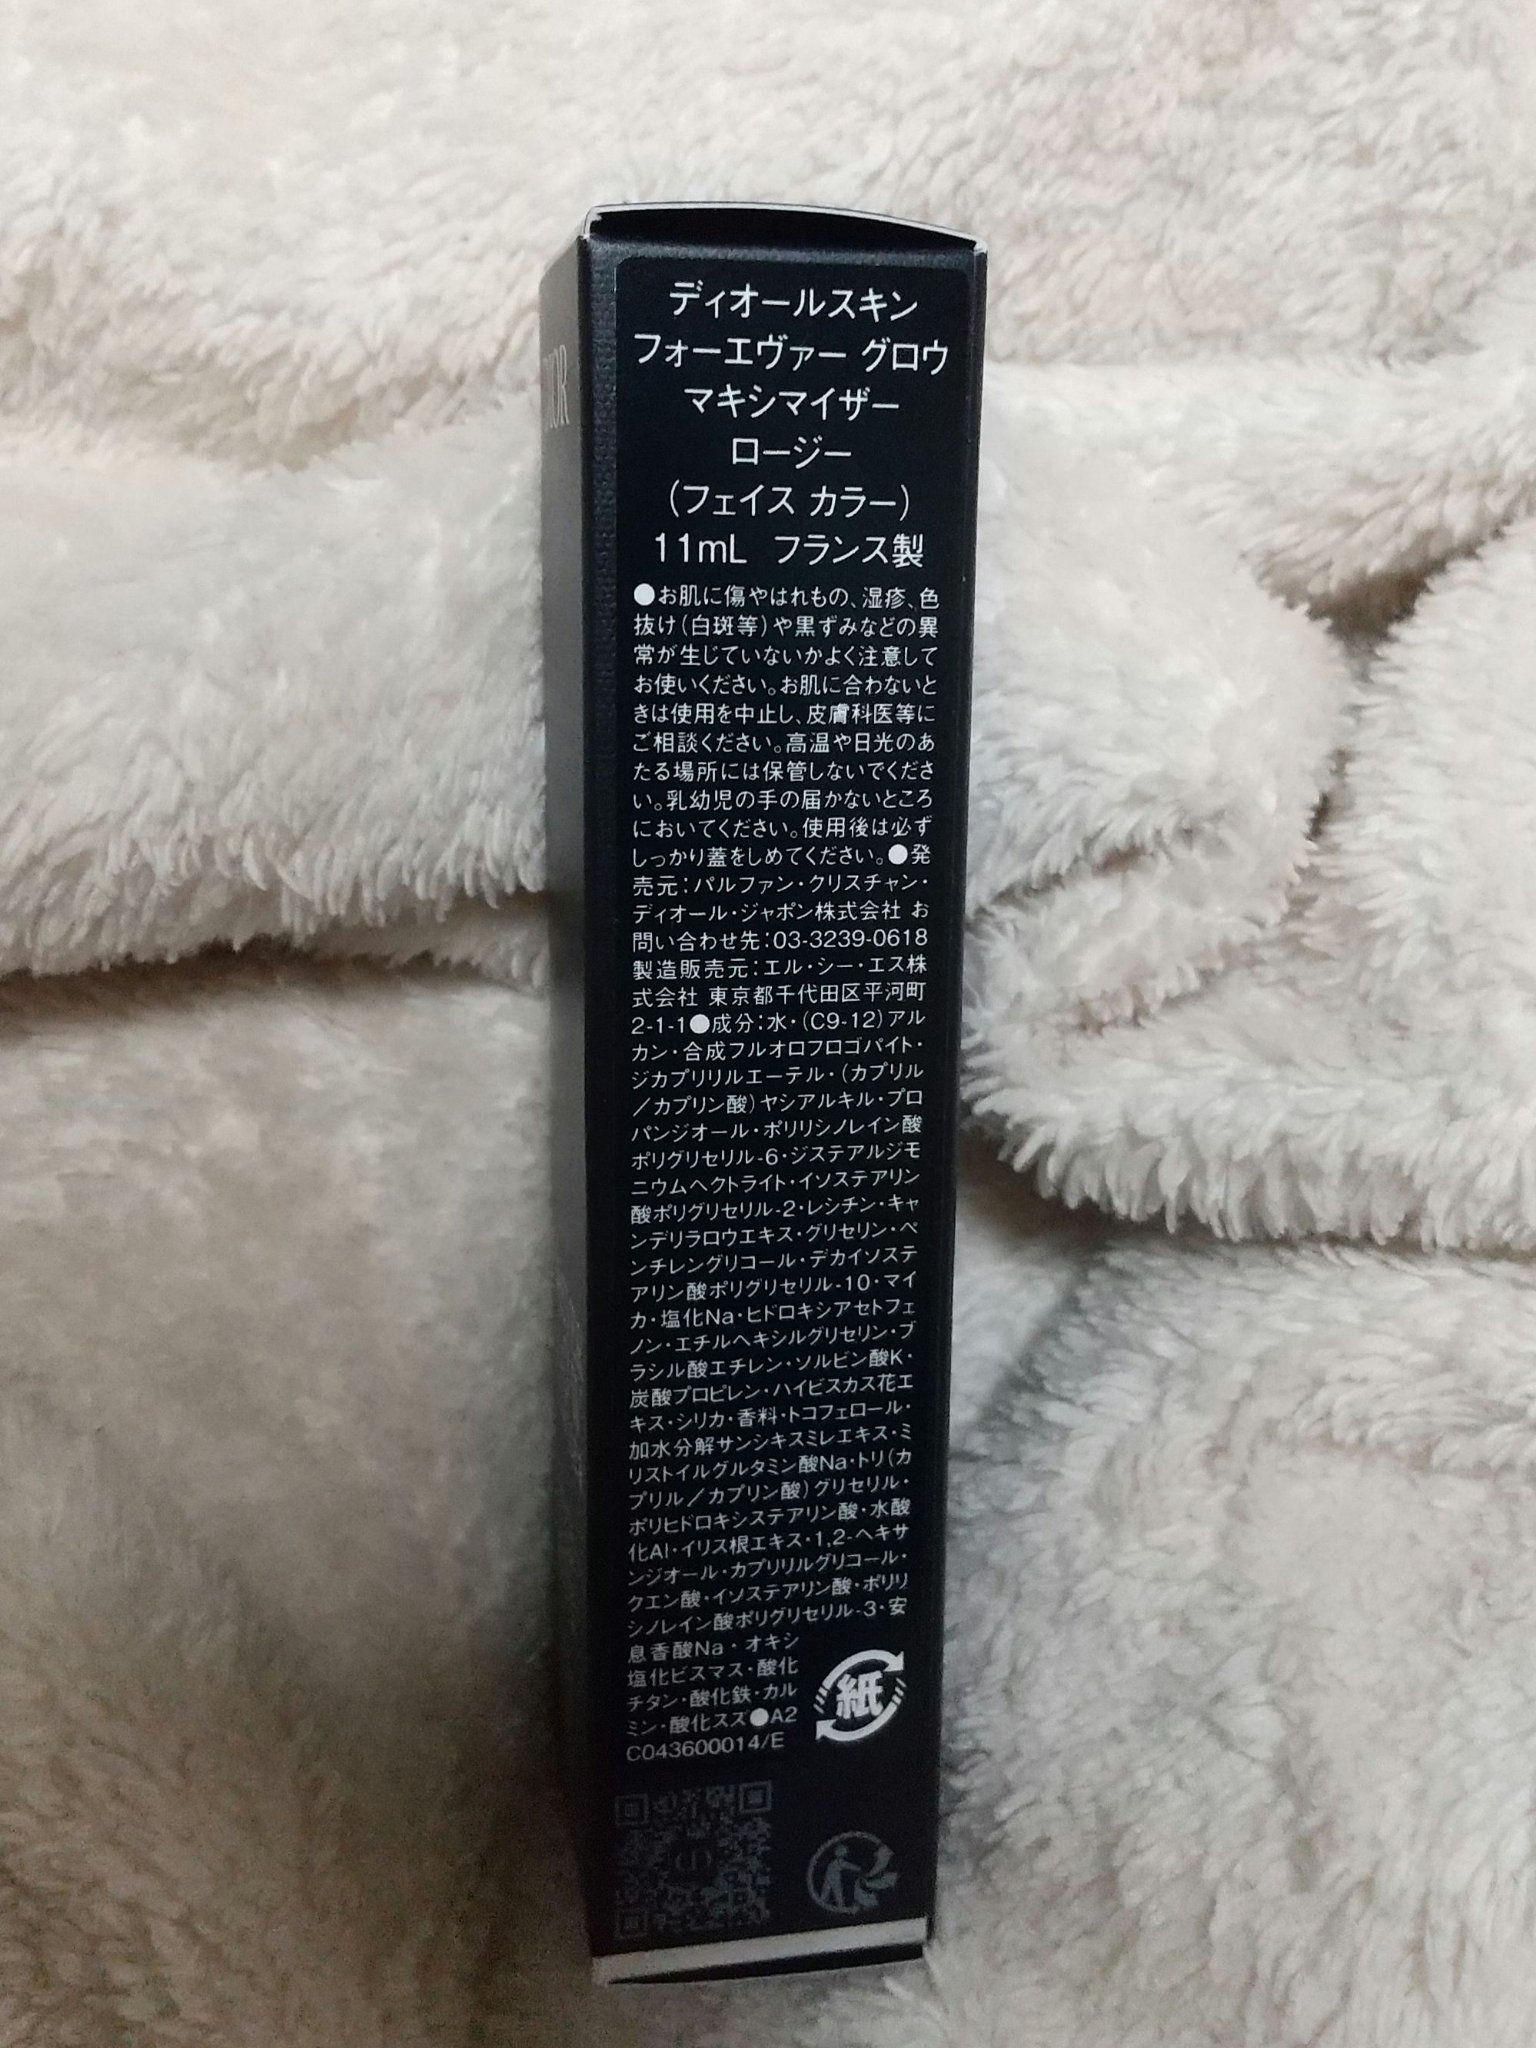 ディオールスキン
フォーエヴァー グロウ
マキシマイザー
ロージー
(フェイス カラー)
11mL フランス製
●お肌に傷やはれもの、湿疹、色
抜け(白斑等)や黒ずみなどの異
常が生じていないかよく注意して
お使いください。お肌に合わないと
きは使用を中止し、皮膚科医等に
ご相談ください。高温や日光のあ
たる場所には保管しないでくださ
い。乳幼児の手の届かないところ
においてください。使用後は必ず
しっかり蓋をしめてください。●発
売元:パルファン・クリスチャン・
ディオール・ジャポン株式会社 お
問い合わせ先:03-3239-0618
製造販売元:エル・シー・エス株
式会社 東京都千代田区平河町
2-1-1●成分:水・(C9-12)アル
カン・合成フルオロフロゴパイト・
ジカプリリルエーテル・(カプリル
/カプリン酸)ヤシアルキル・プロ
パンジオール・ポリリシノレイン酸
ポリグリセリル-6・ジステアルジモ
ニウムヘクトライト・イソステアリン
酸ポリグリセリル-2・レシチン・キャ
ンデリラロウエキス・グリセリン・ペ
ンチレングリコール・デカイソステ
アリン酸ポリグリセリル-10・マイ
カ・塩化Na・ヒドロキシアセトフェ
ノン・エチルヘキシルグリセリン・ブ
ラシル酸エチレン・ソルビン酸K・
炭酸プロピレン・ハイビスカス花エ
キス・シリカ・香料・トコフェロール・
加水分解サンシキスミレエキス・ミ
リストイルグルタミン酸Na・トリ(カ
プリル/カプリン酸)グリセリル・
ポリヒドロキシステアリン酸・水酸
化Al・イリス根エキス・1,2-ヘキサ
ンジオール・カプリリルグリコール・
クエン酸・イソステアリン酸・ポリリ
シノレイン酸ポリグリセリル-3・安
息香酸Na・オキシ
塩化ビスマス・酸化
チタン・酸化鉄・カル
ミン・酸化スズ●A2
C043600014/E
紙